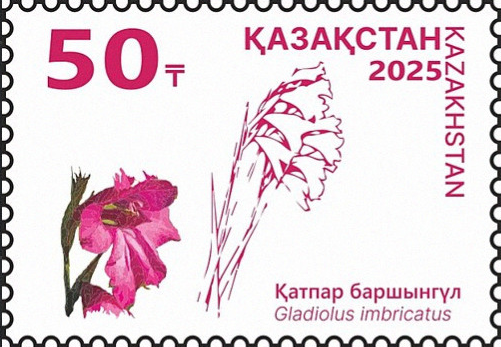 50₸
ҚАЗАҚСТАН
2025
KAZAKHSTAN
Қатпар баршынгүл
Gladiolus imbricatus